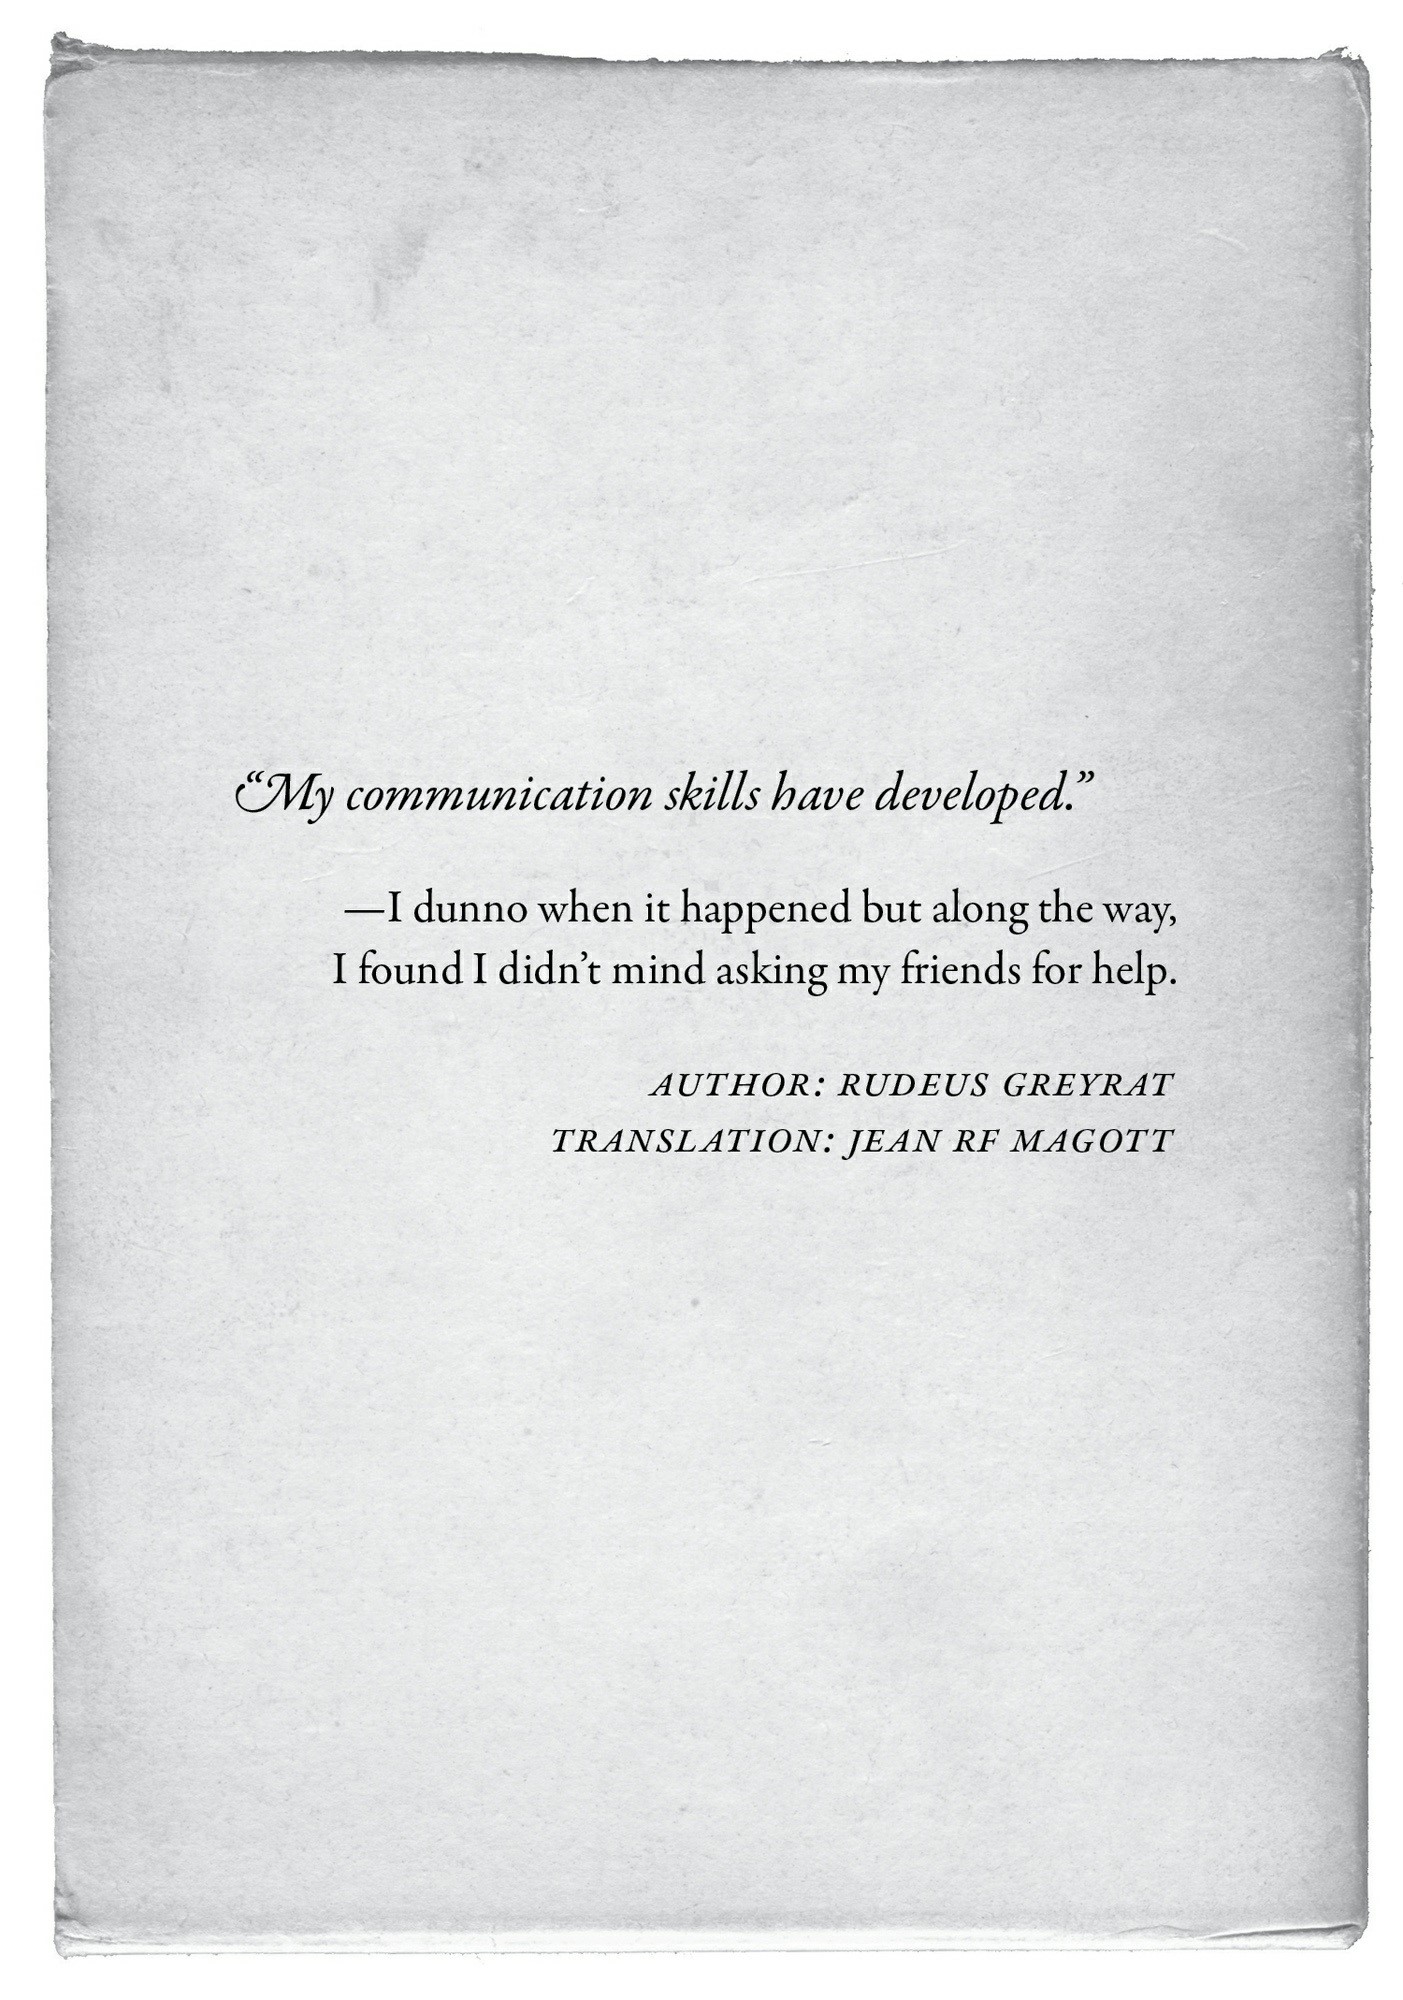 “My communication skills have developed.”
—I dunno when it happened but along the way,
I found I didn’t mind asking my friends for help.
AUTHOR: RUDEUS GREYRAT
TRANSLATION: JEAN RF MAGOTT